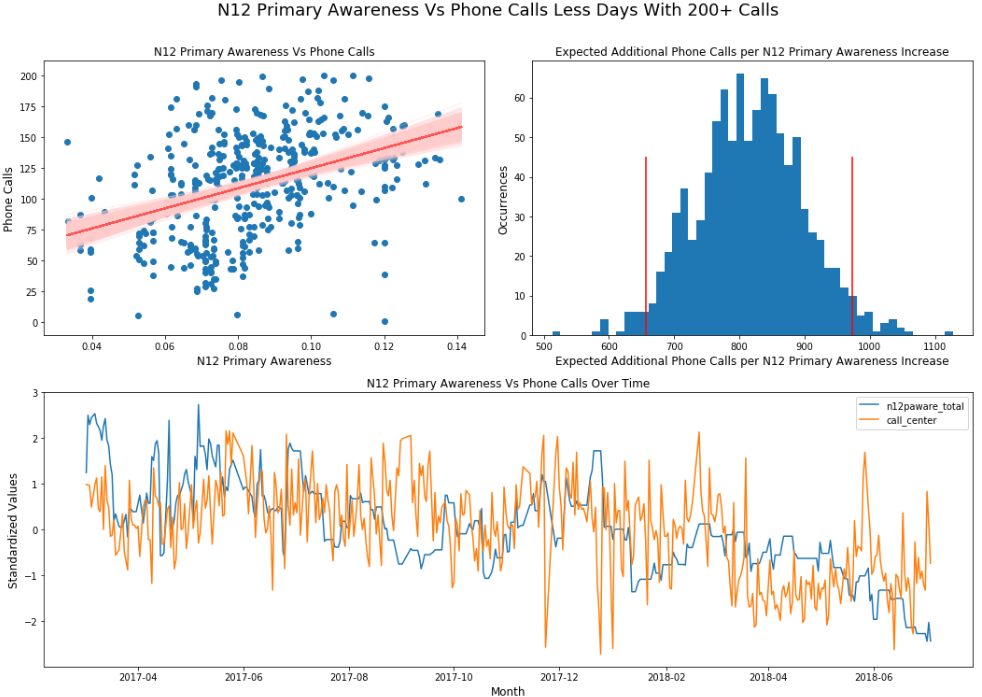 N12 Primary Awareness Vs Phone Calls Less Days With 200+ Calls
N12 Primary Awareness Vs Phone Calls
Phone Calls
200
175
150
125
100
75
50
25
0
0.04 0.06 0.08 0.10 0.12 0.14
N12 Primary Awareness
Expected Additional Phone Calls per N12 Primary Awareness Increase
Occurrences
60
50
40
30
20
10
0
500 600 700 800 900 1000 1100
Expected Additional Phone Calls per N12 Primary Awareness Increase
N12 Primary Awareness Vs Phone Calls Over Time
Standardized Values
3
2
1
0
−1
−2
n12paware_total
call_center
2017-04 2017-06 2017-08 2017-10 2017-12 2018-02 2018-04 2018-06
Month